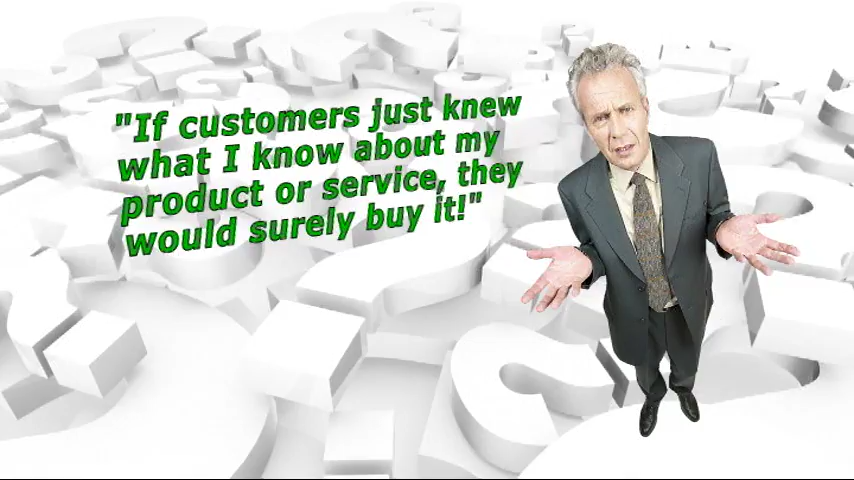 "If customers just knew
what I know about my
product or service, they
would surely buy it!"